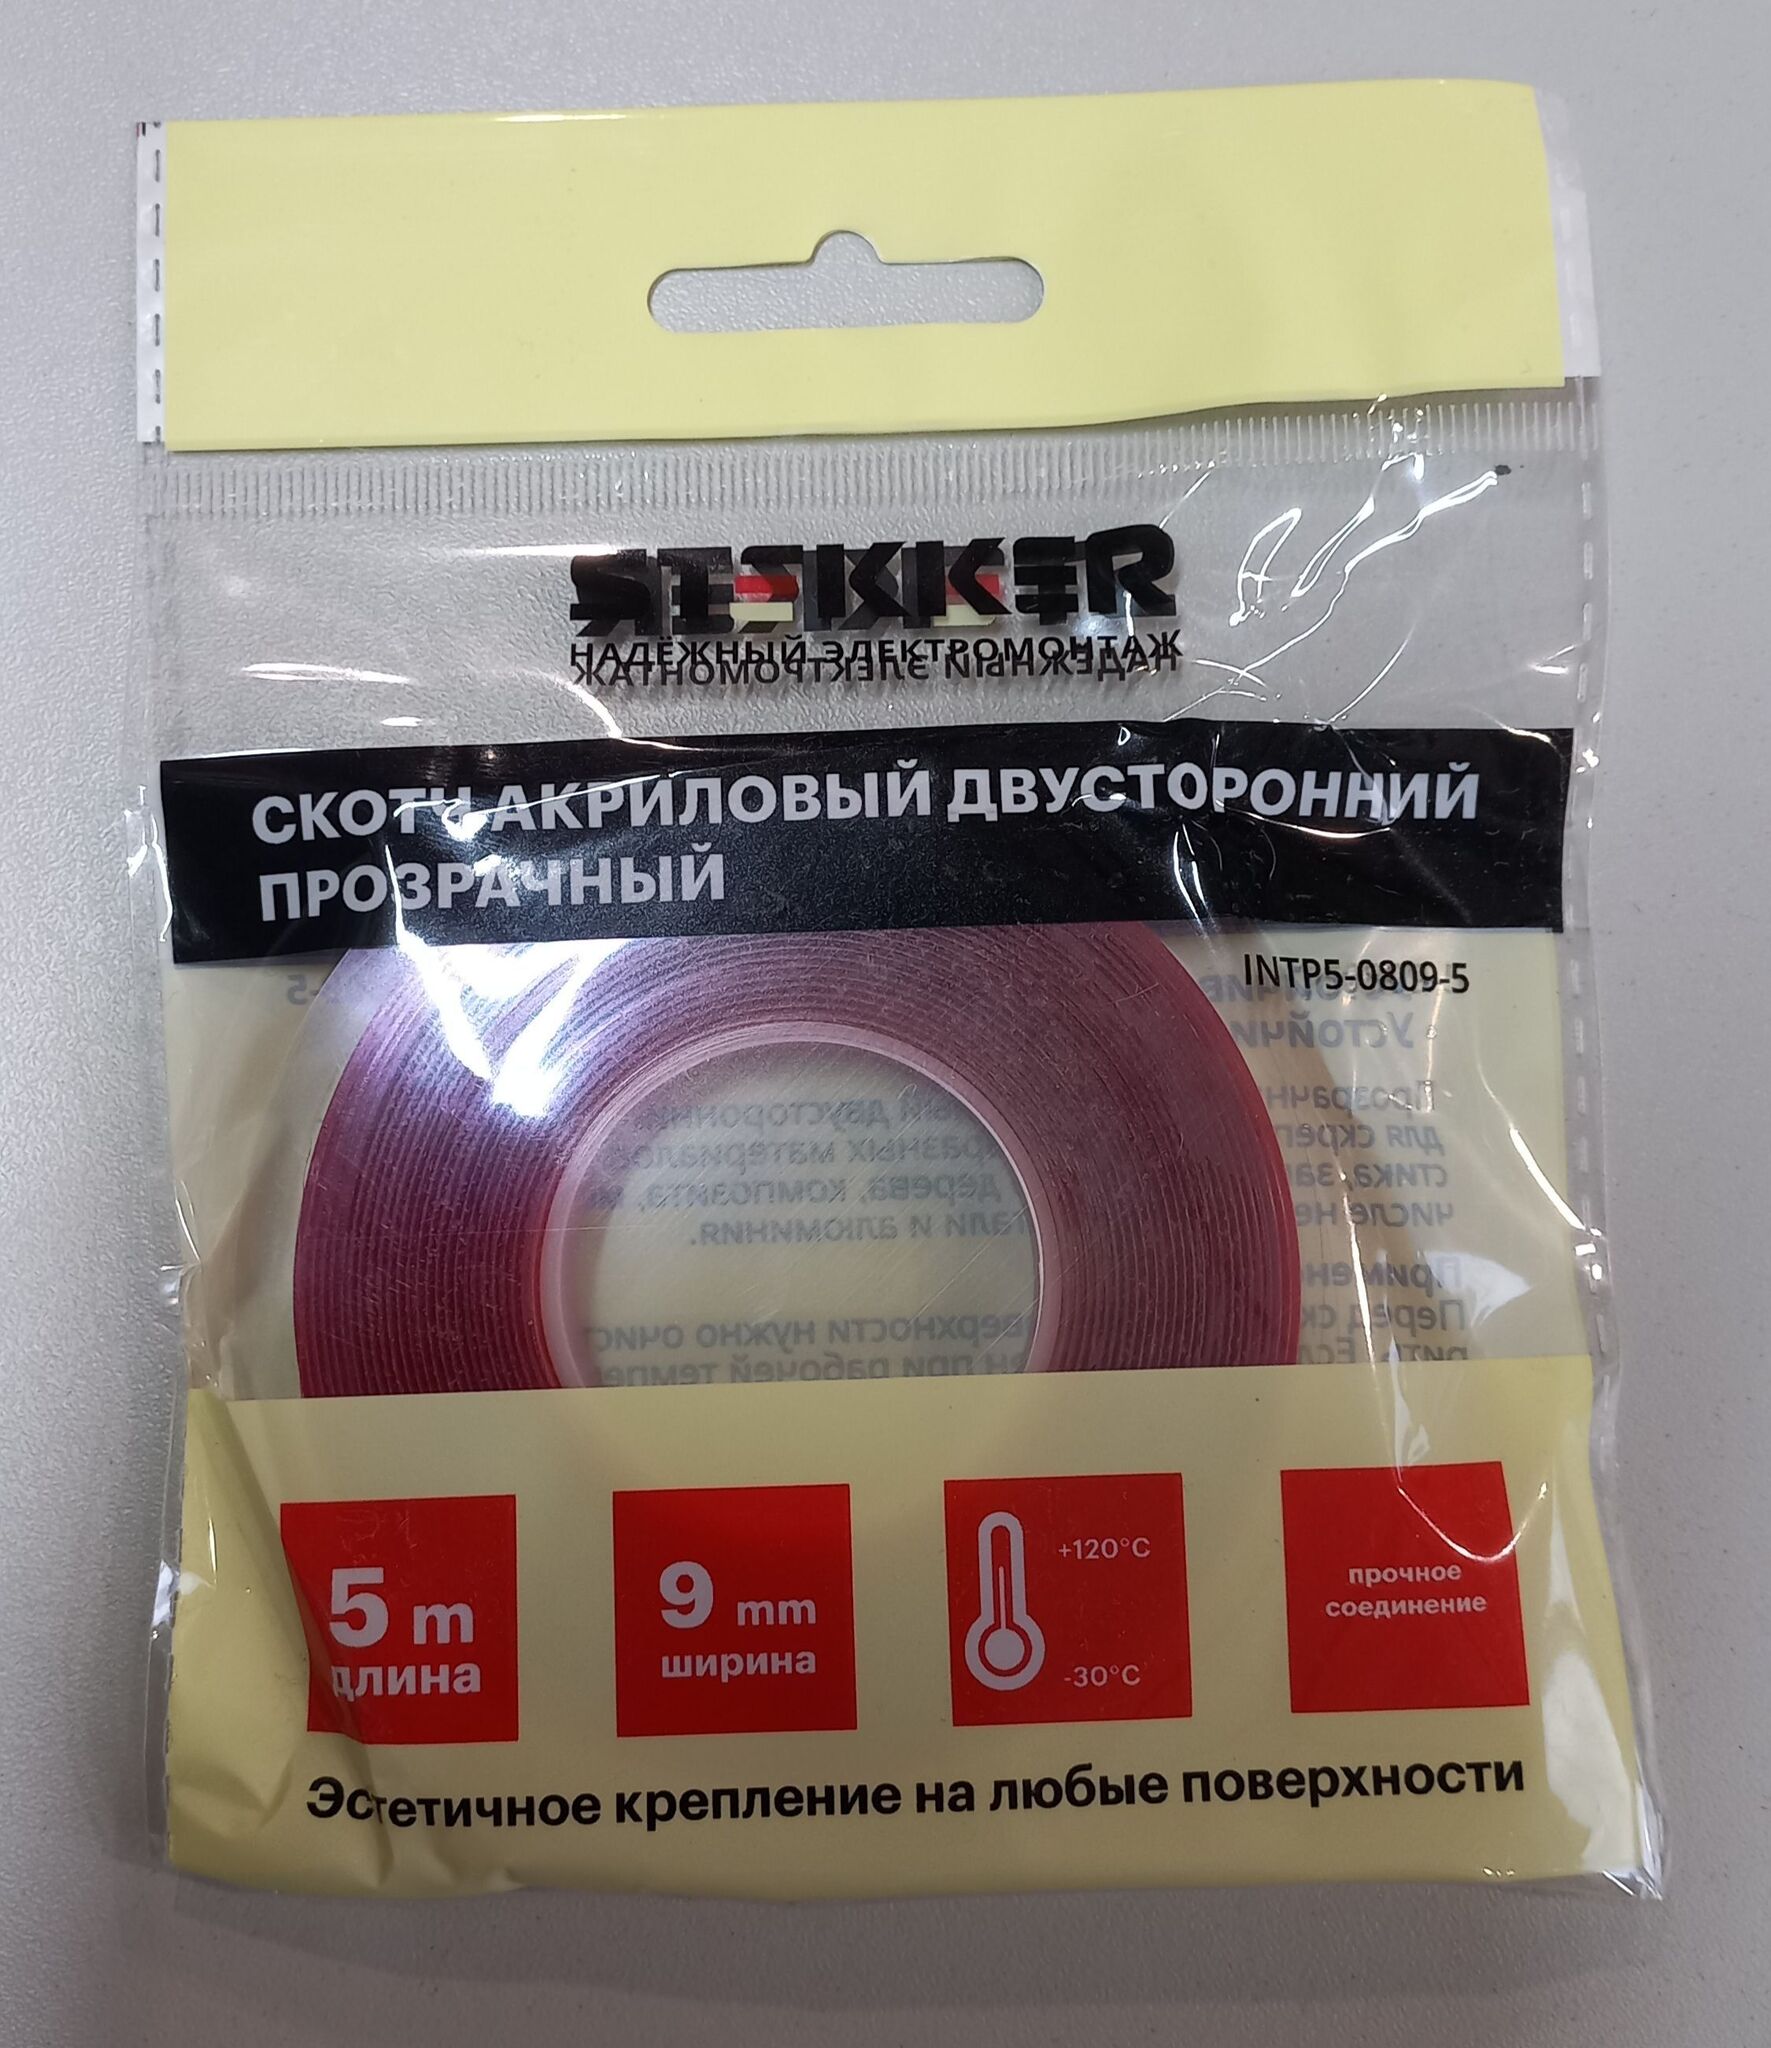 STEKKER
НАДЁЖНЫЙ ЭЛЕКТРОМОНТАЖ
СКОТЧ АКРИЛОВЫЙ ДВУСТОРОННИЙ
ПРОЗРАЧНЫЙ
INTP5-0809-5
5 m
длина
9 mm
ширина
+120°C
-30°C
прочное
соединение
Эстетичное крепление на любые поверхности